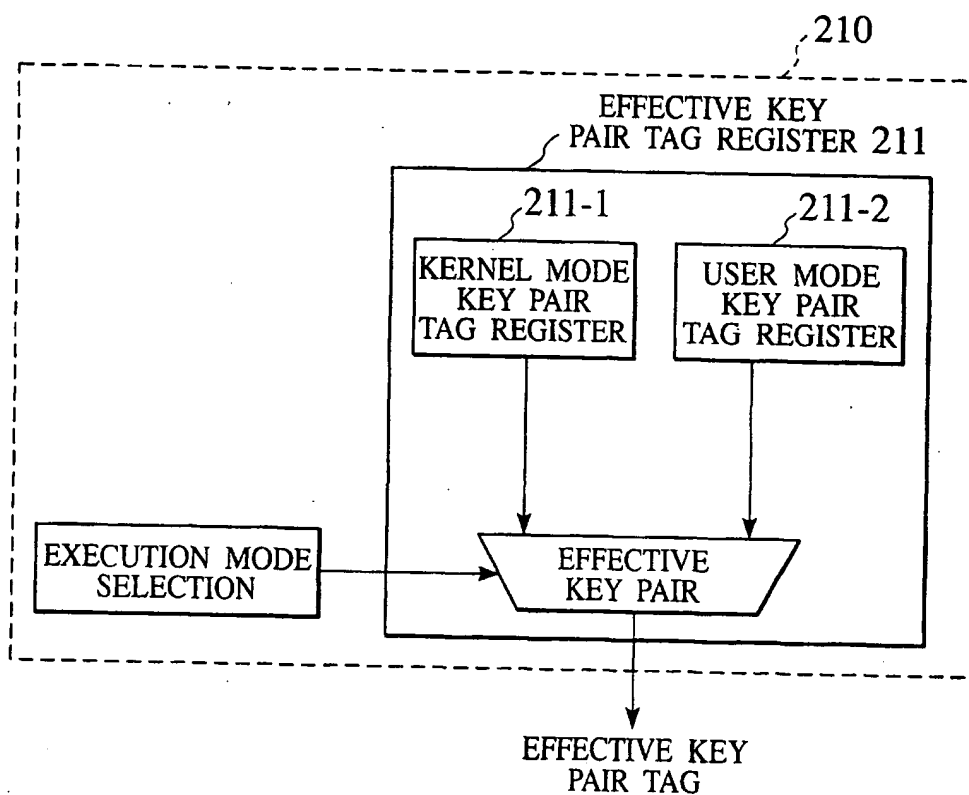 210
EFFECTIVE KEY
PAIR TAG REGISTER 211
211-1
211-2
KERNEL MODE
KEY PAIR
TAG REGISTER
USER MODE
KEY PAIR
TAG REGISTER
EXECUTION MODE
SELECTION
EFFECTIVE
KEY PAIR
EFFECTIVE KEY
PAIR TAG